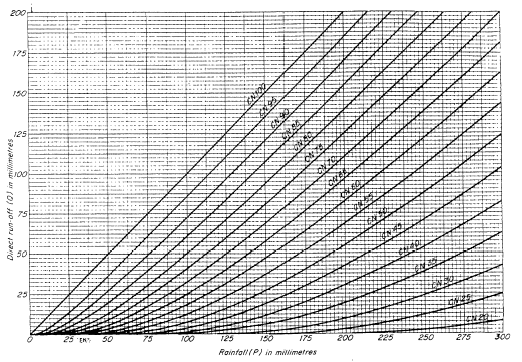 200
175
150
125
100
75
50
25
Direct run-off (Q) in millimetres
CN 100
CN 95
CN 90
CN 85
CN 80
CN 75
CN 70
CN 65
CN 60
CN 55
CN 50
CN 45
CN 40
CN 35
CN 30
CN 25
CN 20
0
25
50
75
100
125
150
175
200
225
250
275
300
Rainfall (P) in millimetres